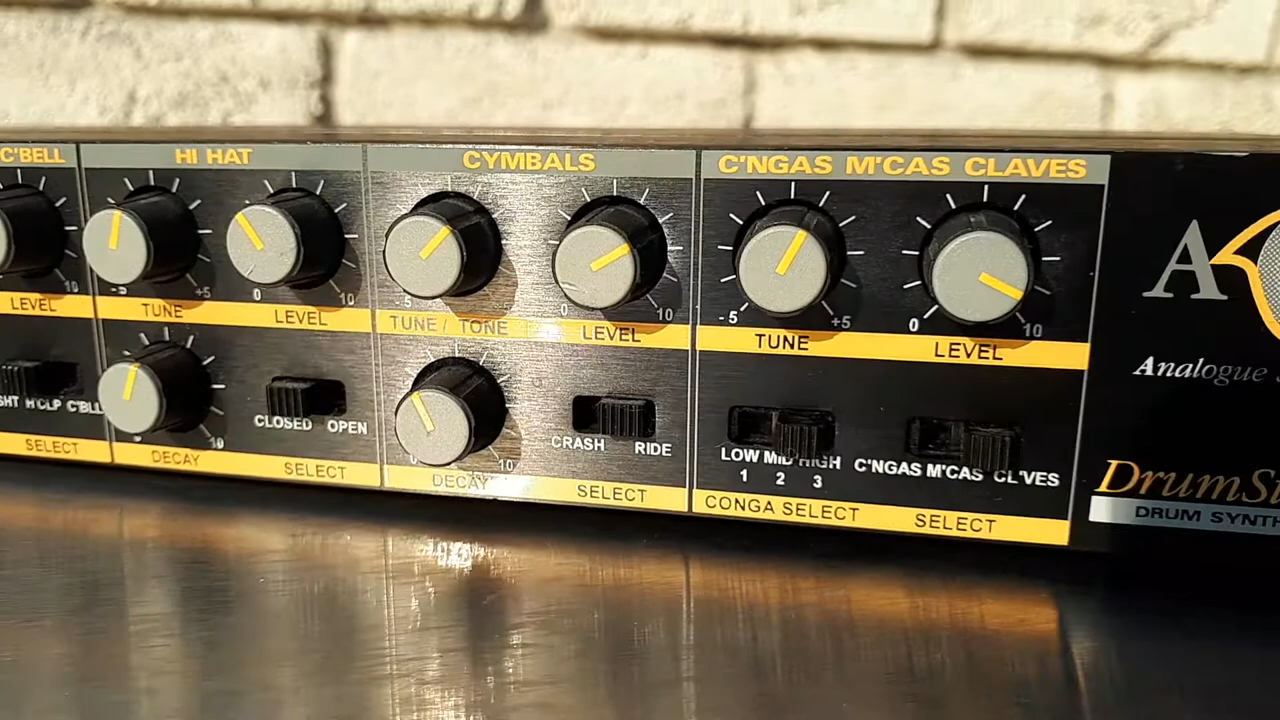 C'BELL
HI HAT
CYMBALS
C'NGAS M'CAS CLAVES
10
-5 +5
0 10
-5
0 10
-5 +5
0 10
LEVEL
TUNE
LEVEL
TUNE / TONE
LEVEL
TUNE
LEVEL
H'CLP C'BLL
10
CLOSED OPEN
0 10
CRASH RIDE
LOW MID HIGH
1 2 3
C'NGAS M'CAS CL'VES
SELECT
DECAY
SELECT
DECAY
SELECT
CONGA SELECT
SELECT
A
Analogue
DRUM